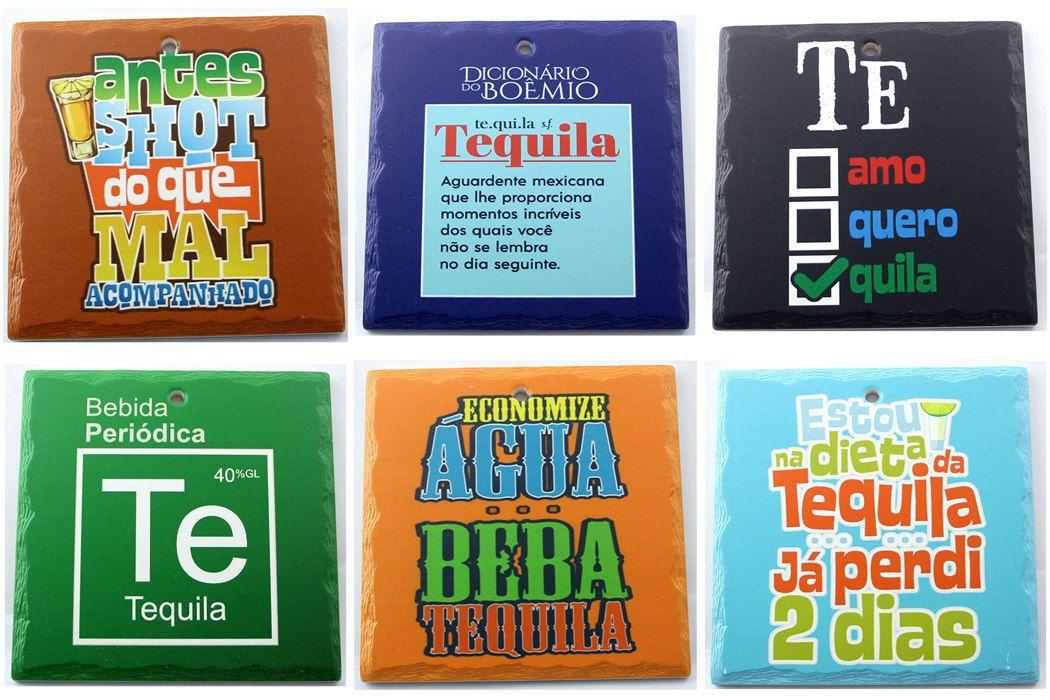 antes
SHOT
do que
MAL
ACOMPANHADO
DICIONÁRIO
DO BOÊMIO
te.qui.la sf.
Tequila
Aguardente mexicana
que lhe proporciona
momentos incríveis
dos quais você
não se lembra
no dia seguinte.
TE
amo
quero
quila
Bebida
Periódica
40%GL
Te
Tequila
ECONOMIZE
ÁGUA
BEBA
TEQUILA
Estou
na dieta da
Tequila
Já perdi
2 dias